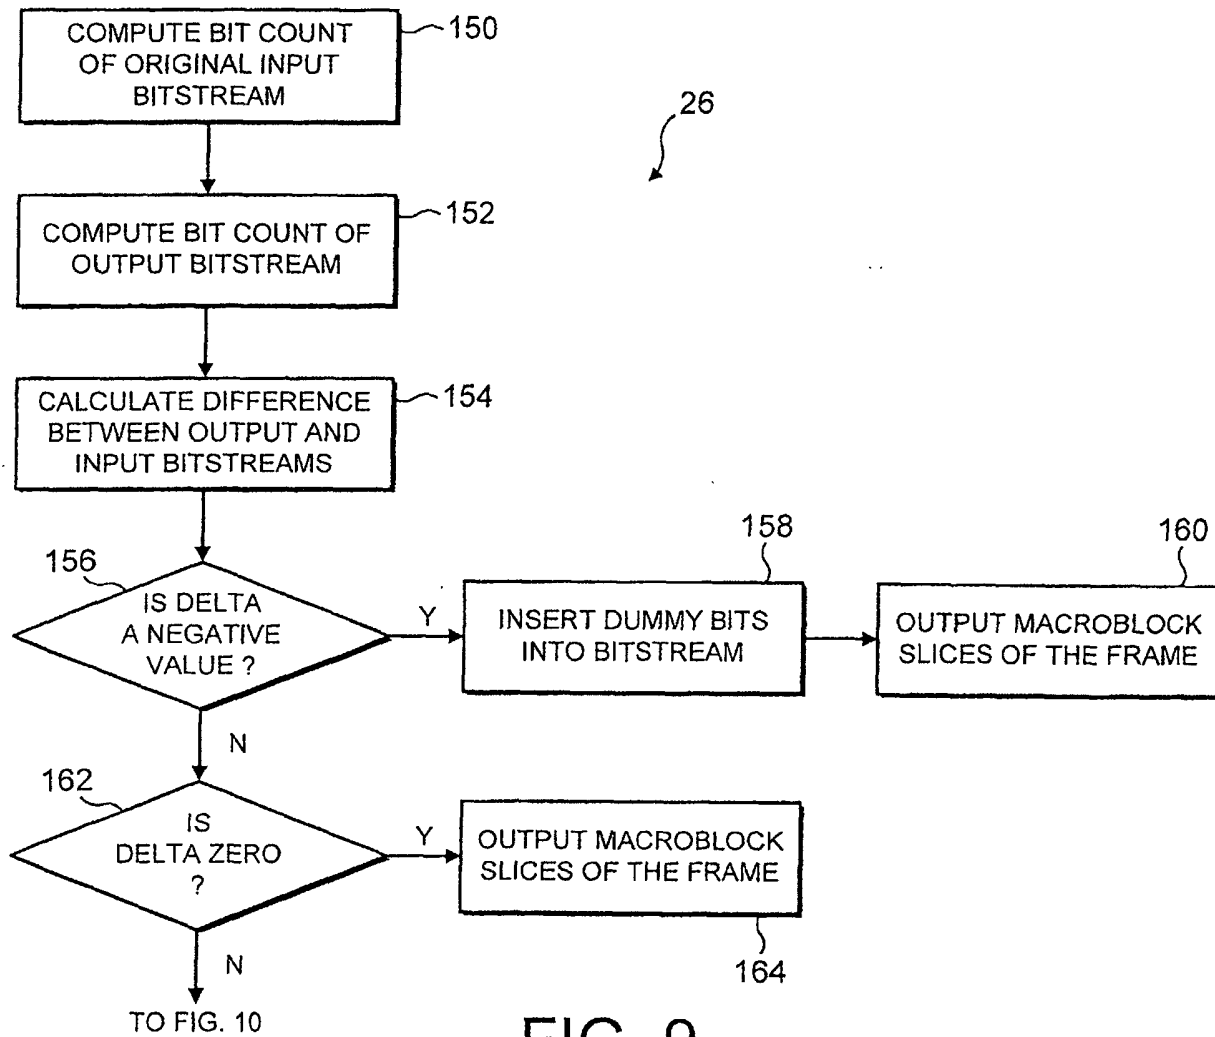 COMPUTE BIT COUNT
OF ORIGINAL INPUT
BITSTREAM
150
26
COMPUTE BIT COUNT OF
OUTPUT BITSTREAM
152
CALCULATE DIFFERENCE
BETWEEN OUTPUT AND
INPUT BITSTREAMS
154
156
IS DELTA
A NEGATIVE
VALUE ?
Y
158
INSERT DUMMY BITS
INTO BITSTREAM
160
OUTPUT MACROBLOCK
SLICES OF THE FRAME
N
162
IS
DELTA ZERO
?
Y
OUTPUT MACROBLOCK
SLICES OF THE FRAME
164
N
TO FIG. 10
FIG.